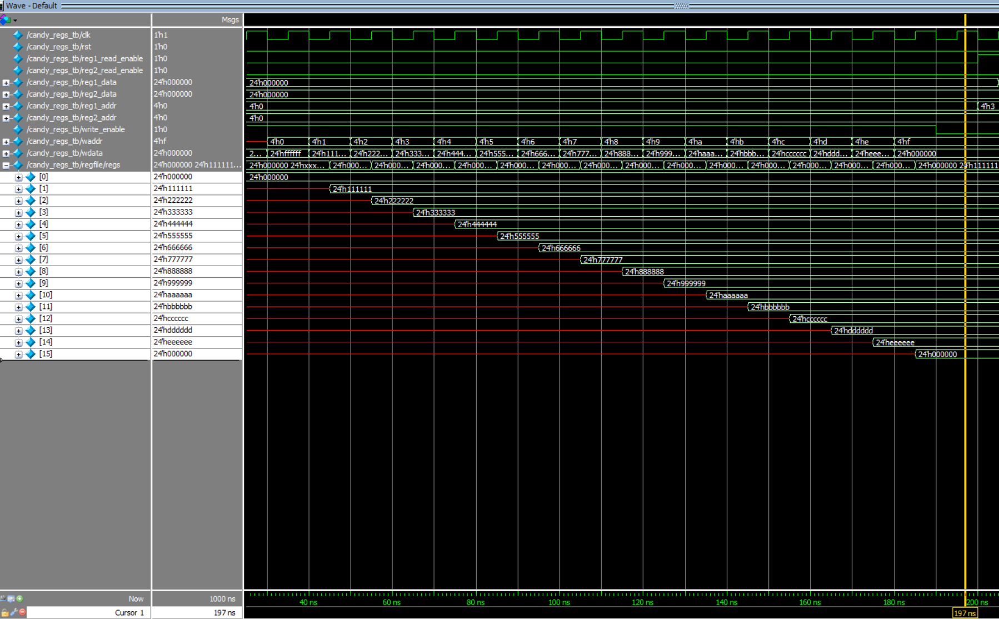 Wave - Default
Msgs
/candy_regs_tb/clk 1'h1
/candy_regs_tb/rst 1'h0
/candy_regs_tb/reg1_read_enable 1'h0
/candy_regs_tb/reg2_read_enable 1'h0
/candy_regs_tb/reg1_data 24'h000000 24'h000000
/candy_regs_tb/reg2_data 24'h000000 24'h000000
/candy_regs_tb/reg1_addr 4'h0 4'h0 4'h3
/candy_regs_tb/reg2_addr 4'h0 4'h0
/candy_regs_tb/write_enable 1'h0
/candy_regs_tb/waddr 4'hf 4'h0 4'h1 4'h2 4'h3 4'h4 4'h5 4'h6 4'h7 4'h8 4'h9 4'ha 4'hb 4'hc 4'hd 4'he 4'hf
/candy_regs_tb/wdata 24'h000000 2... 24'hffffff 24'h111... 24'h222... 24'h333... 24'h444... 24'h555... 24'h666... 24'h777... 24'h888... 24'h999... 24'haaa... 24'hbbb... 24'hcccccc 24'hddd... 24'heee... 24'h000000
/candy_regs_tb/regfile/regs 24'h000000 24'h111111... 24'h000000 24'hxxx... 24'h000... 24'h000... 24'h000... 24'h000... 24'h000... 24'h000... 24'h000... 24'h000... 24'h000... 24'h000... 24'h000... 24'h000... 24'h000... 24'h000... 24'h000000 24'h111111
[0] 24'h000000 24'h000000
[1] 24'h111111 24'h111111
[2] 24'h222222 24'h222222
[3] 24'h333333 24'h333333
[4] 24'h444444 24'h444444
[5] 24'h555555 24'h555555
[6] 24'h666666 24'h666666
[7] 24'h777777 24'h777777
[8] 24'h888888 24'h888888
[9] 24'h999999 24'h999999
[10] 24'haaaaaa 24'haaaaaa
[11] 24'hbbbbbb 24'hbbbbbb
[12] 24'hcccccc 24'hcccccc
[13] 24'hdddddd 24'hdddddd
[14] 24'heeeeee 24'heeeeee
[15] 24'h000000 24'h000000
Now 1000 ns 40 ns 60 ns 80 ns 100 ns 120 ns 140 ns 160 ns 180 ns 200 ns
Cursor 1 197 ns 197 ns